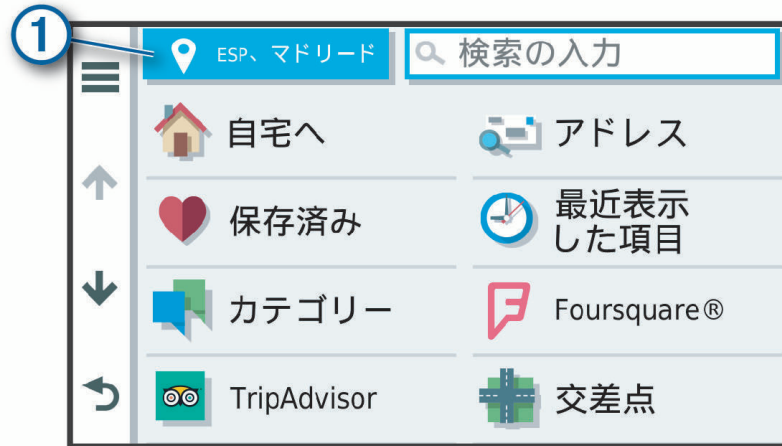 1
ESP、マドリード
検索の入力
自宅へ
アドレス
保存済み
最近表示
した項目
カテゴリー
Foursquare®
TripAdvisor
交差点